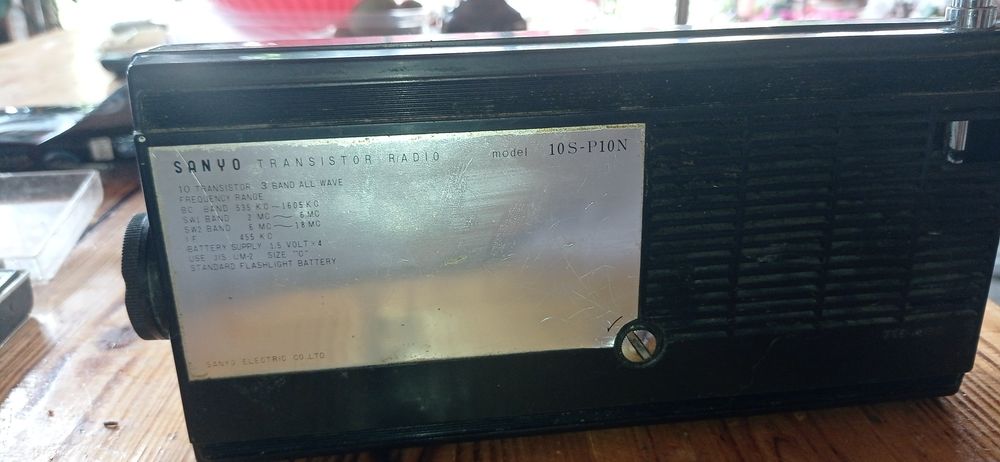 SANYO TRANSISTOR RADIO model 10S-P10N
10 TRANSISTOR 3 BAND ALL WAVE
FREQUENCY RANGE
BC BAND 535 KC ~ 1605 KC
SW1 BAND 2 MC ~ 6 MC
SW2 BAND 6 MC ~ 18 MC
I F 455 KC
BATTERY SUPPLY 1.5 VOLT × 4
USE JIS UM-2 SIZE "C"
STANDARD FLASHLIGHT BATTERY
SANYO ELECTRIC CO.,LTD